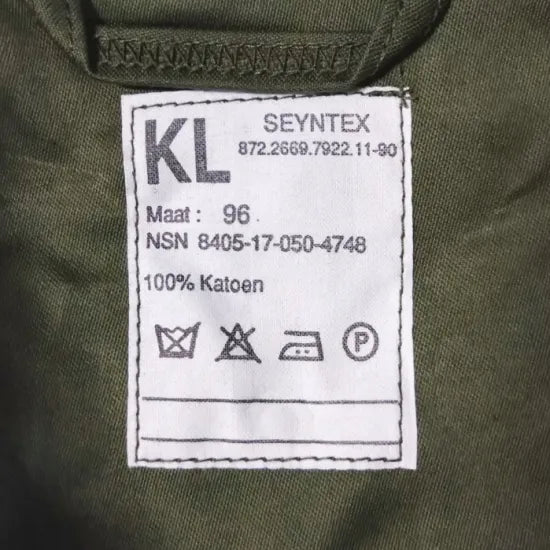 KL
SEYNTEX
872.2669.7922.11-90
Maat: 96
NSN 8405-17-050-4748
100% Katoen
P